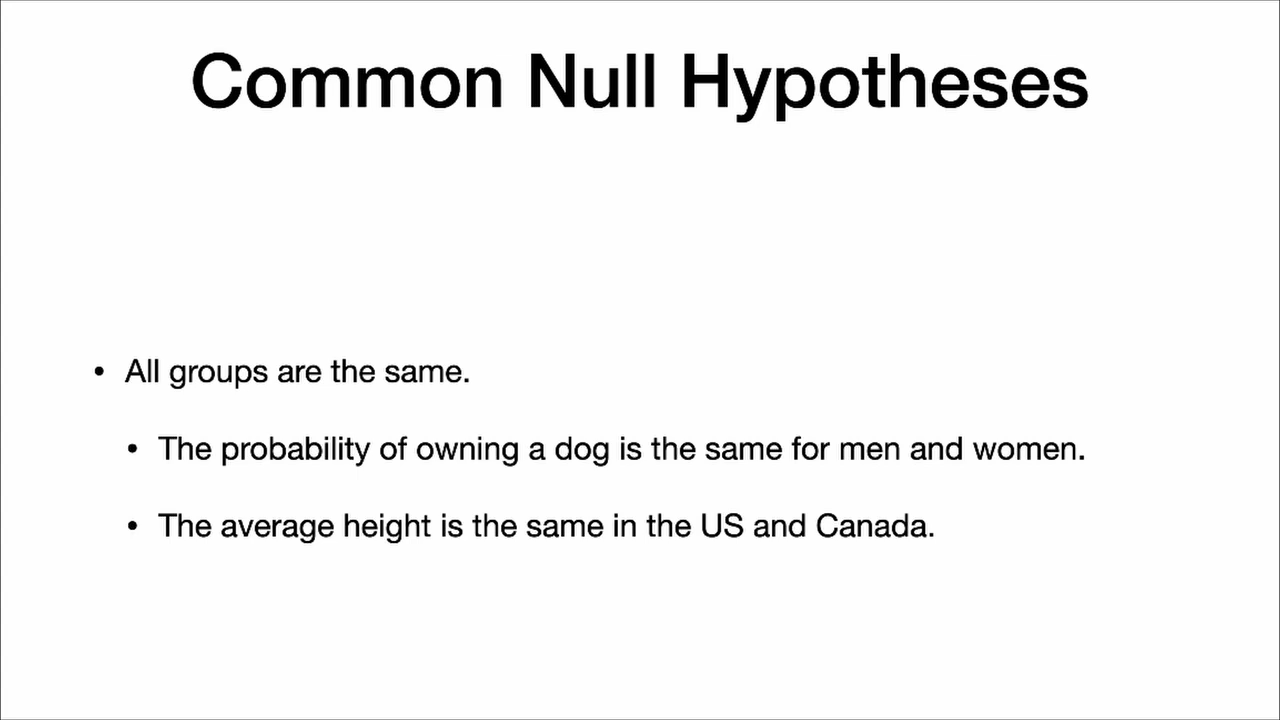 Common Null Hypotheses
• All groups are the same.
• The probability of owning a dog is the same for men and women.
• The average height is the same in the US and Canada.